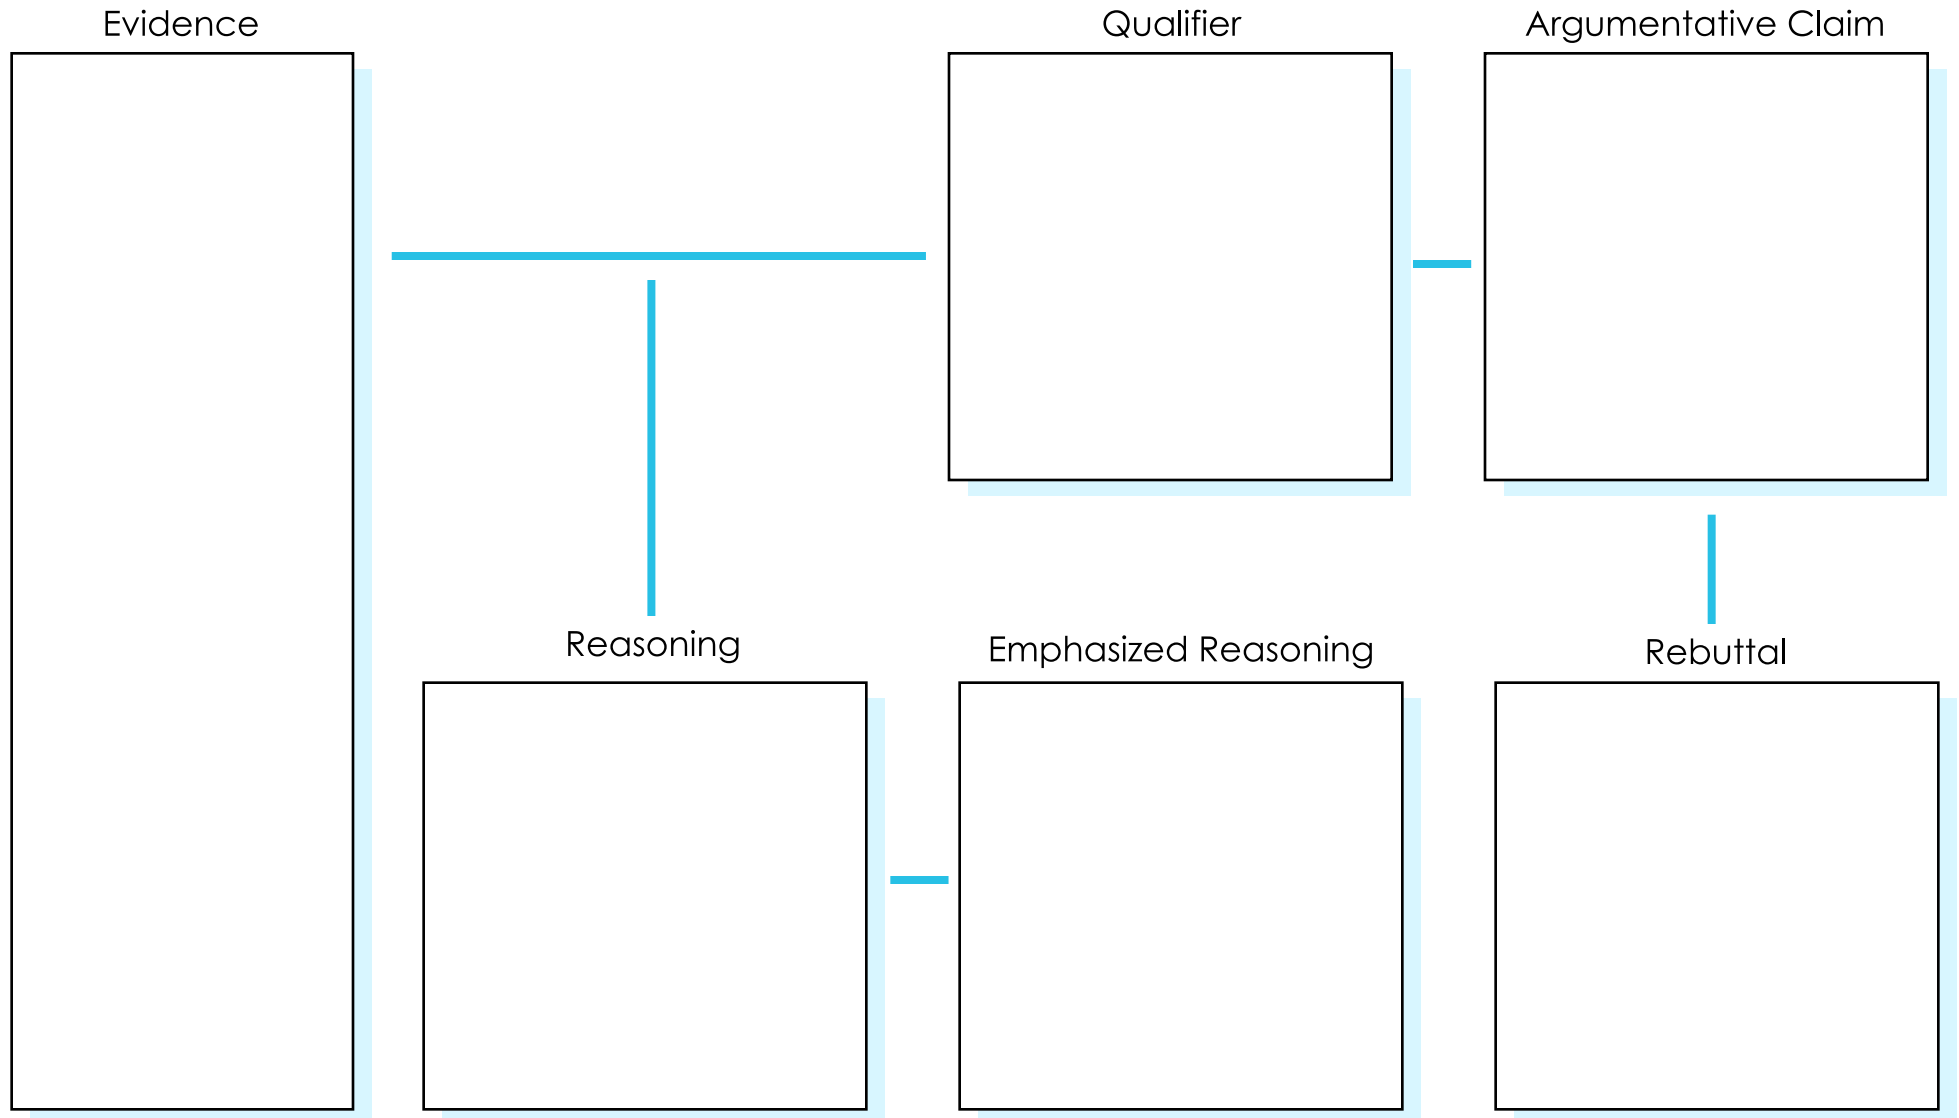 Evidence
Qualifier
Argumentative Claim
Reasoning
Emphasized Reasoning
Rebuttal